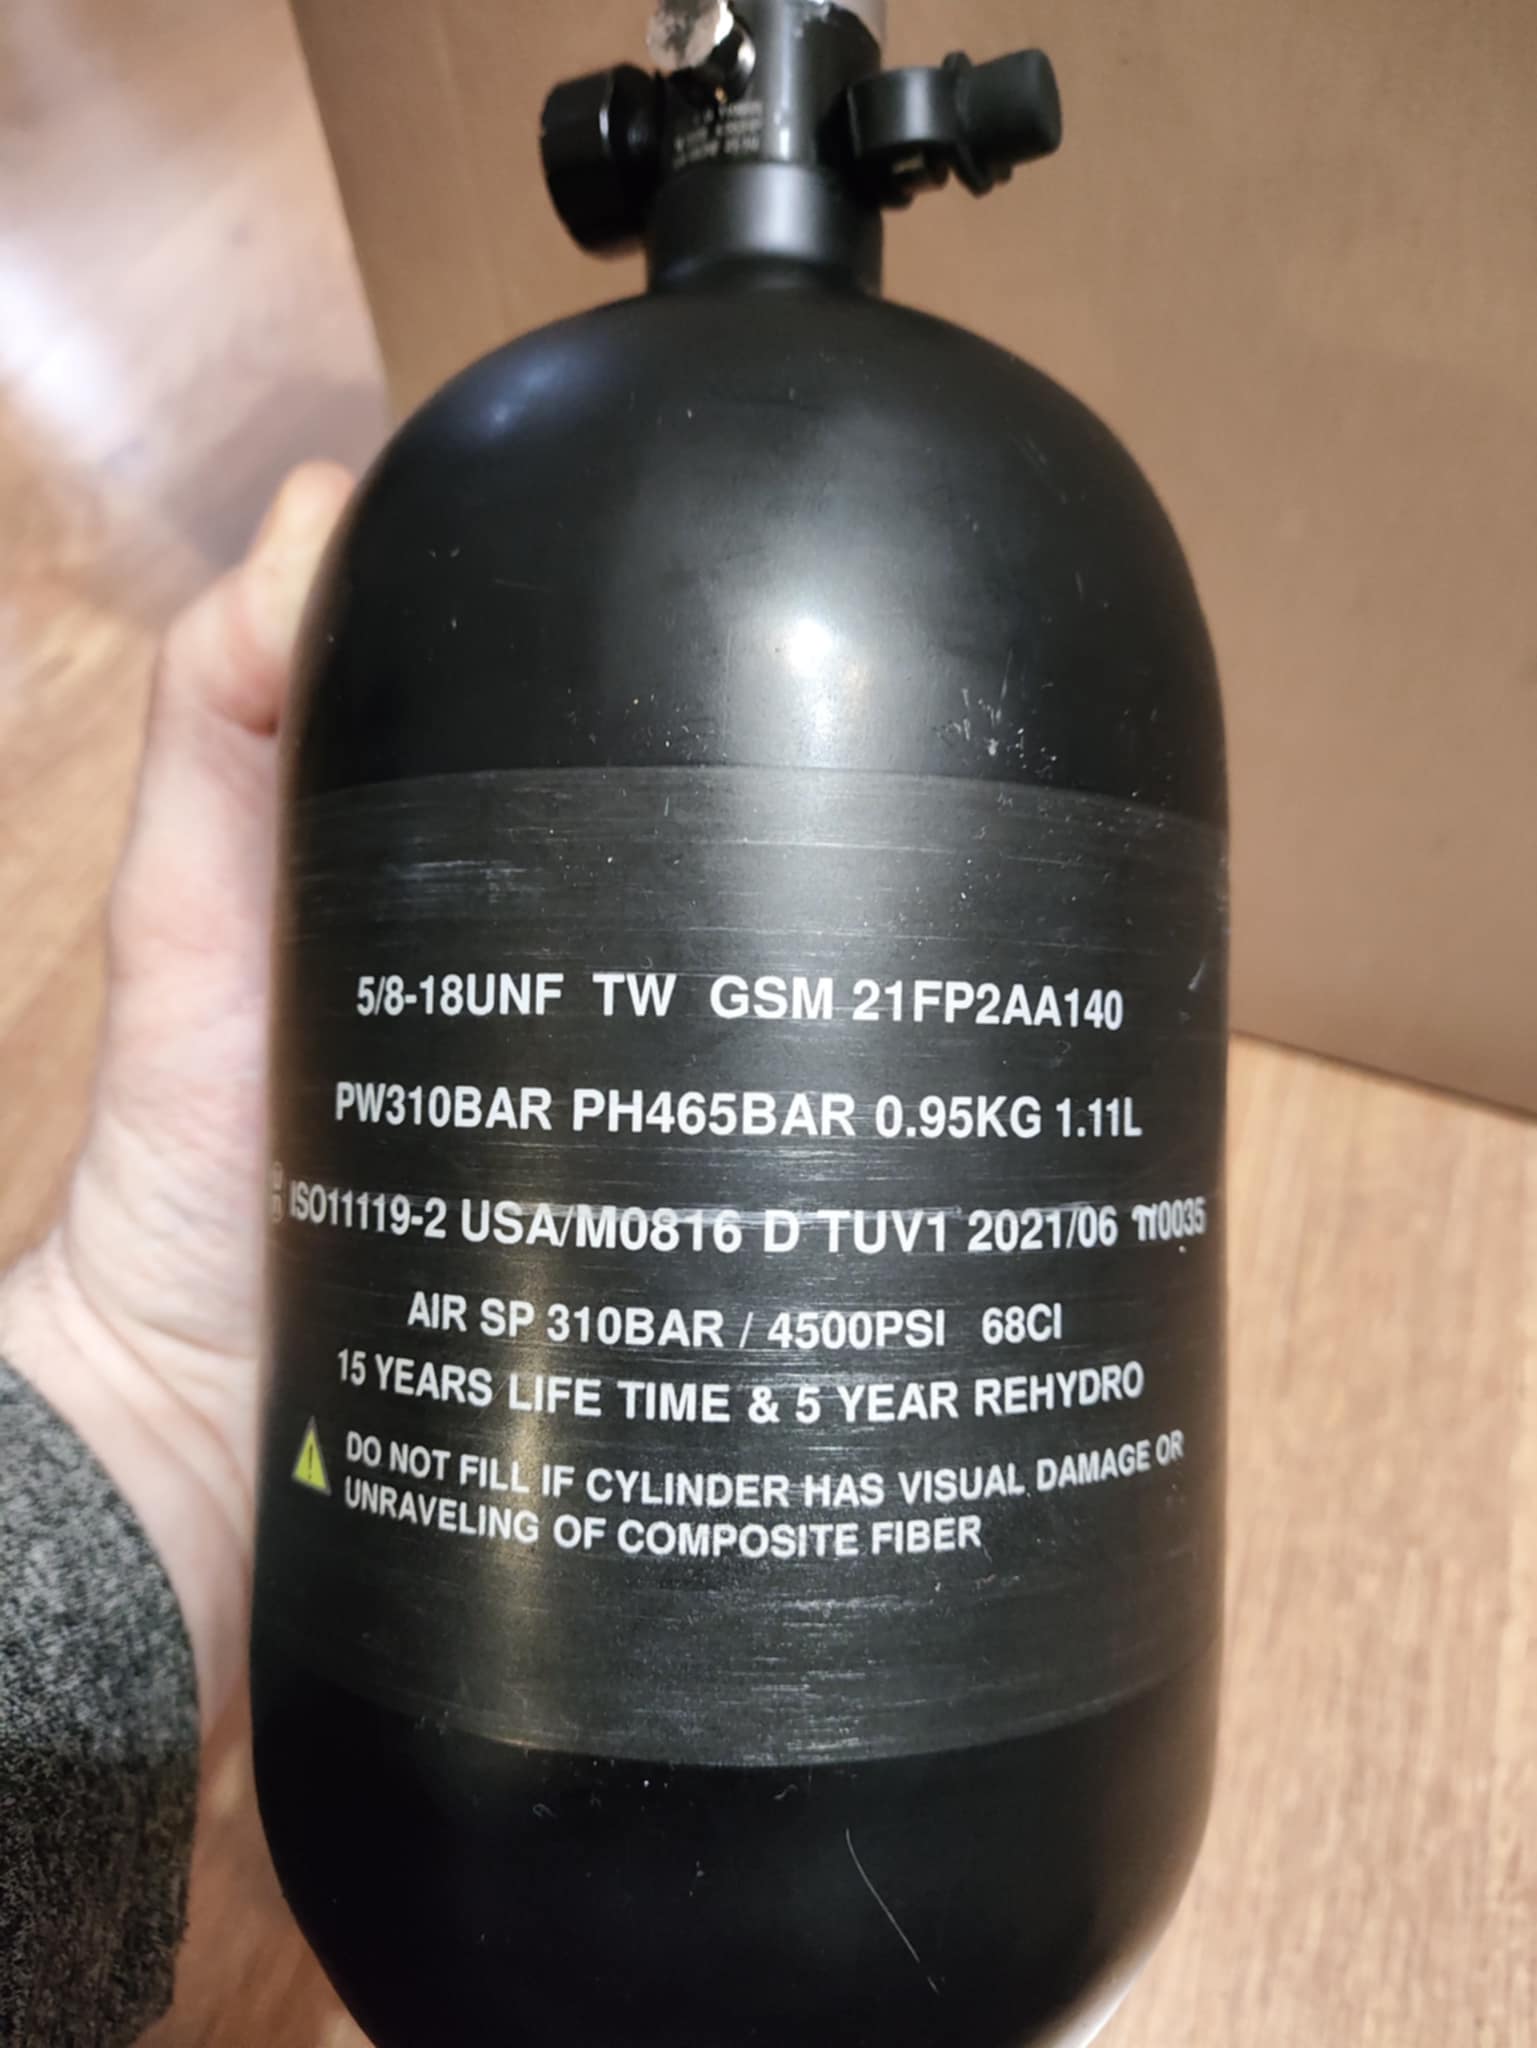 5/8-18UNF TW GSM 21FP2AA140
PW310BAR PH465BAR 0.95KG 1.11L
ISO11119-2 USA/M0816 D TUV1 2021/06 π0035
AIR SP 310BAR / 4500PSI 68CI
15 YEARS LIFE TIME & 5 YEAR REHYDRO
DO NOT FILL IF CYLINDER HAS VISUAL DAMAGE OR
UNRAVELING OF COMPOSITE FIBER